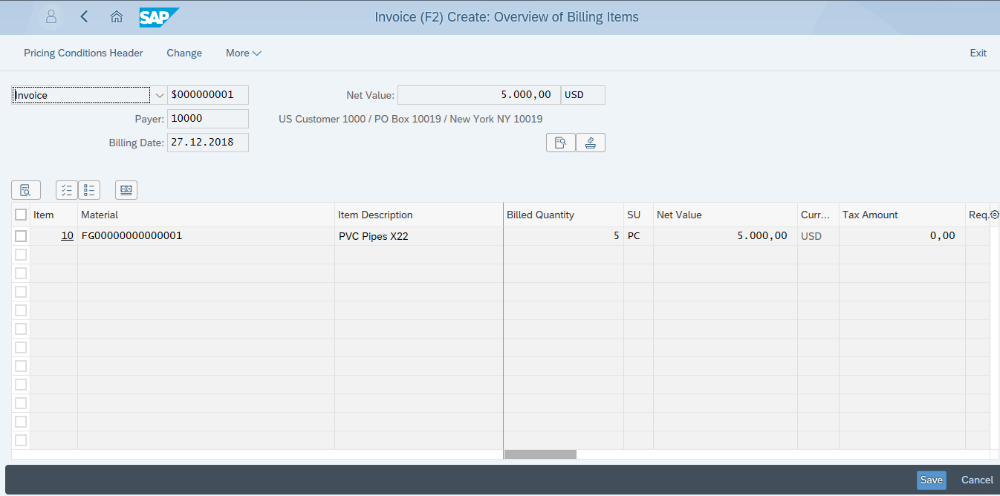 SAP Invoice (F2) Create: Overview of Billing Items
Pricing Conditions Header Change More Exit
Invoice $000000001 Net Value: 5.000,00 USD
Payer: 10000 US Customer 1000 / PO Box 10019 / New York NY 10019
Billing Date: 27.12.2018
Item Material Item Description Billed Quantity SU Net Value Curr... Tax Amount Req.
10 FG00000000000001 PVC Pipes X22 5 PC 5.000,00 USD 0,00
Save Cancel